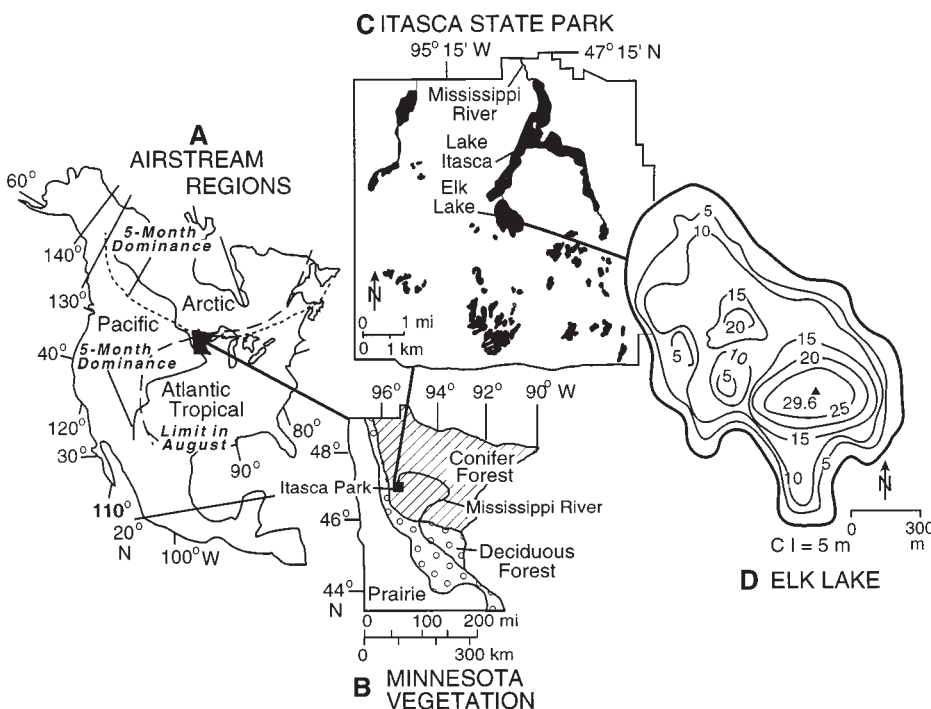 C ITASCA STATE PARK
95° 15' W
47° 15' N
Mississippi
River
Lake
Itasca
Elk
Lake
N
0 1 mi
0 1 km
A
AIRSTREAM
REGIONS
60°
5-Month
Dominance
140°
130°
Arctic
Pacific
5-Month
Dominance
40°
Atlantic
Tropical
Limit in
August
120°
30°
80°
90°
110°
20°
N
100°W
96° 94° 92° 90° W
48°
Conifer
Forest
Itasca Park
Mississippi River
46°
Deciduous
Forest
44°
N
Prairie
0 100 200 mi
0 300 km
B MINNESOTA
VEGETATION
5
10
15
20
15
20
5
10
5
29.6
25
15
10
5
N
0 300
m
C I = 5 m
D ELK LAKE